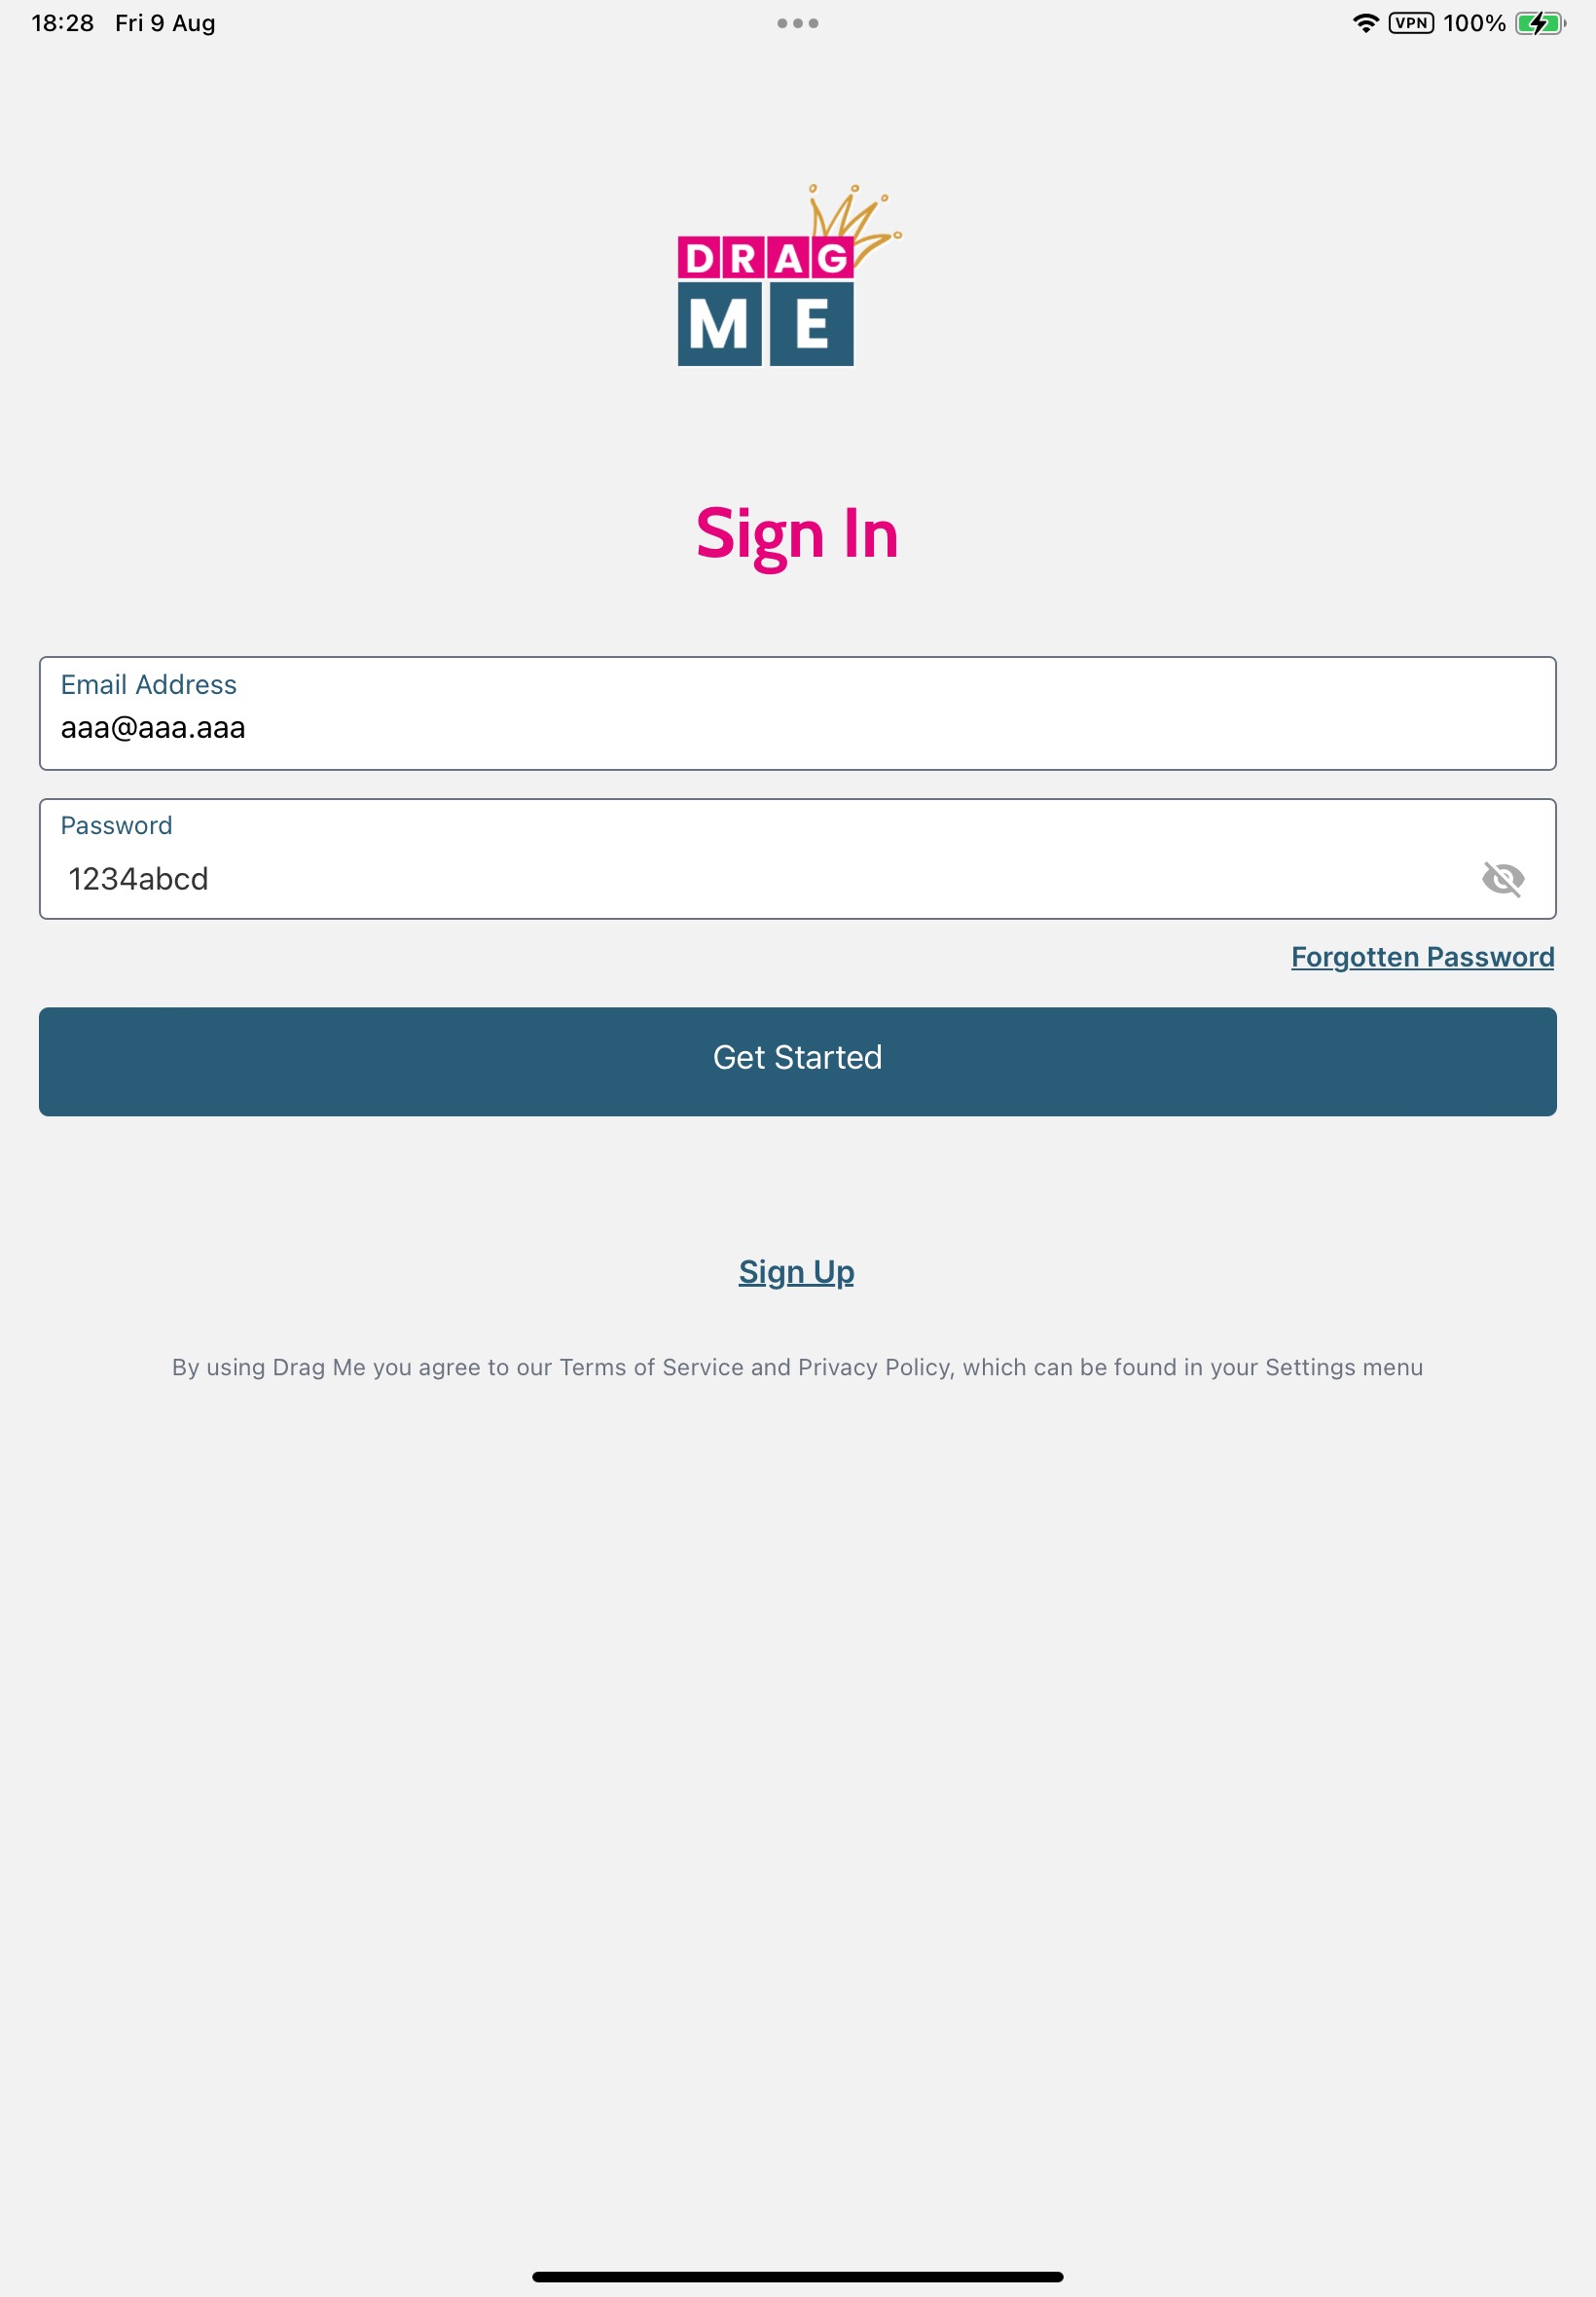 18:28 Fri 9 Aug
VPN 100%
DRAG
ME
Sign In
Email Address
aaa@aaa.aaa
Password
1234abcd
Forgotten Password
Get Started
Sign Up
By using Drag Me you agree to our Terms of Service and Privacy Policy, which can be found in your Settings menu